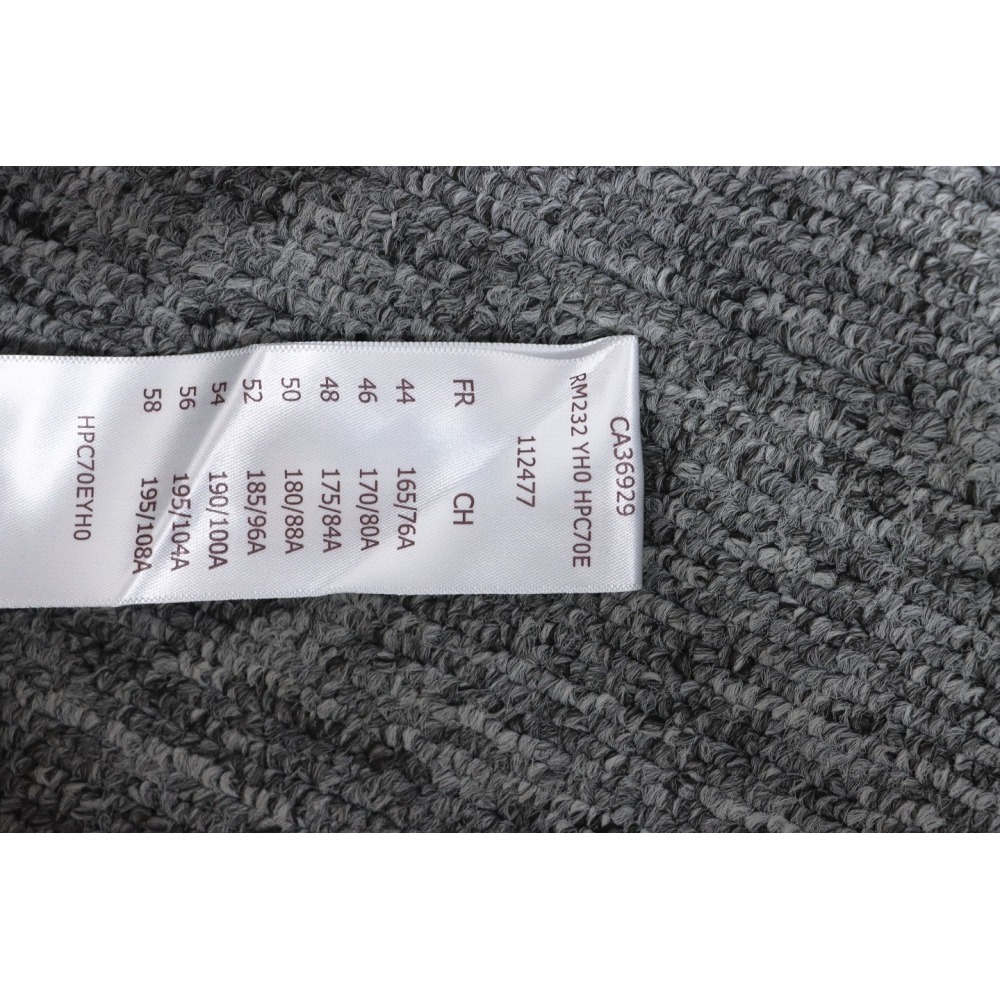 CA36929
RM232 YH0 HPC70E
112477
FR CH
44 165/76A
46 170/80A
48 175/84A
50 180/88A
52 185/96A
54 190/100A
56 195/104A
58 195/108A
HPC70EYH0